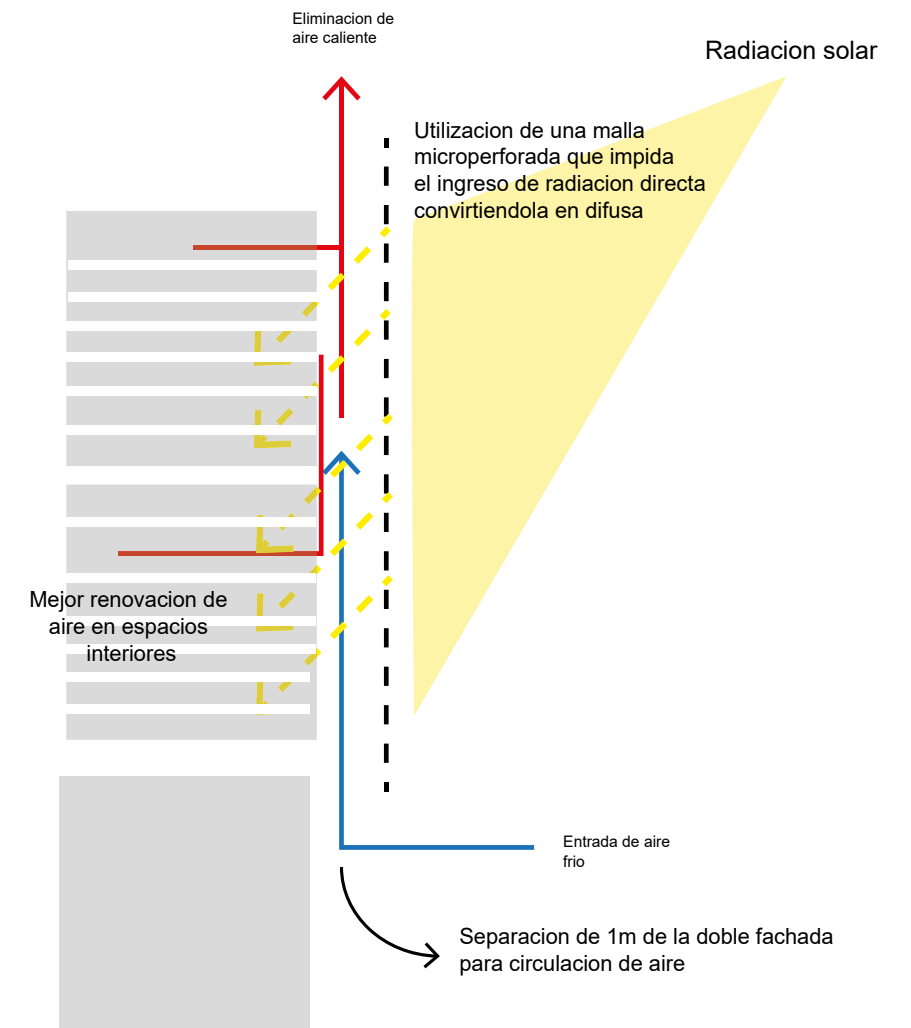 Eliminacion de
aire caliente
Radiacion solar
Utilizacion de una malla
microperforada que impida
el ingreso de radiacion directa
convirtiendola en difusa
Mejor renovacion de
aire en espacios
interiores
Entrada de aire
frio
Separacion de 1m de la doble fachada
para circulacion de aire